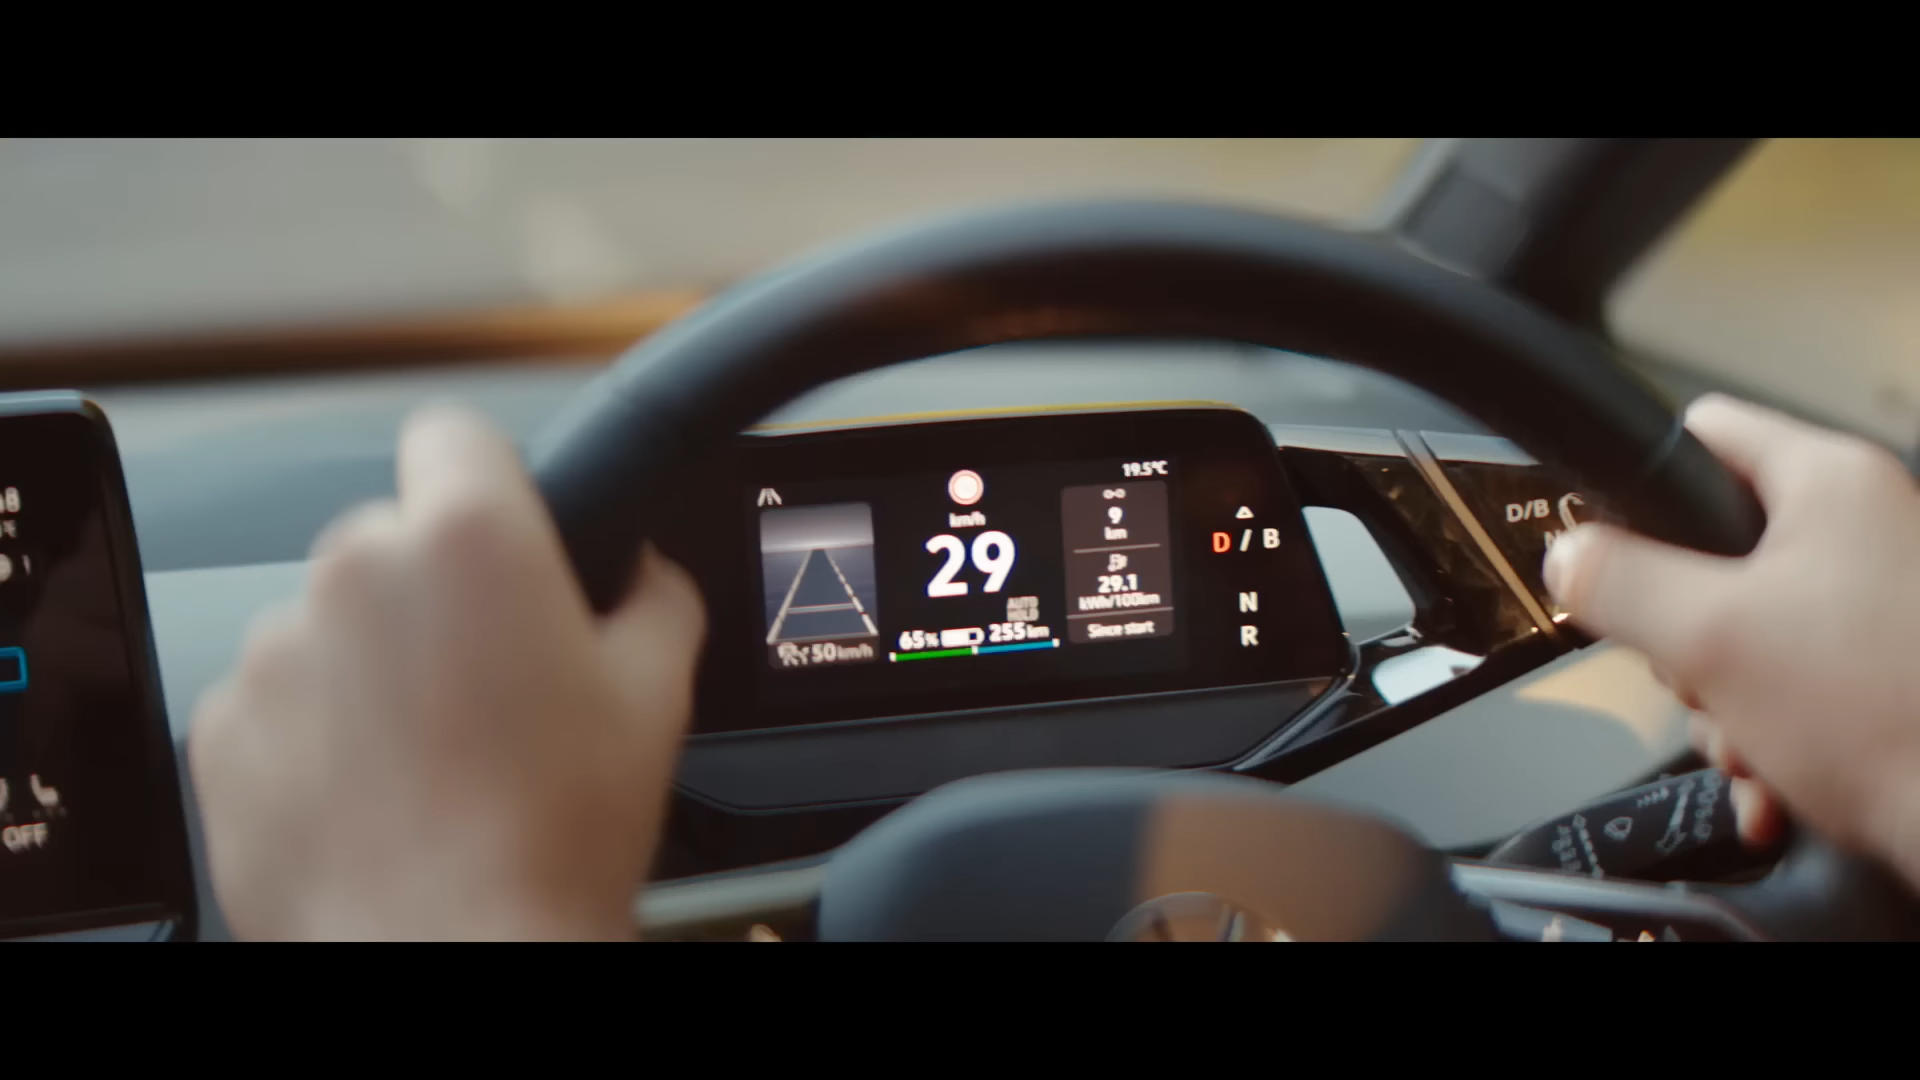 19.5°C
km/h
29
AUTO
HOLD
65% 255 km
50 km/h
9
km
29.1
kWh/100km
Since start
D / B
N
R
D/B
OFF